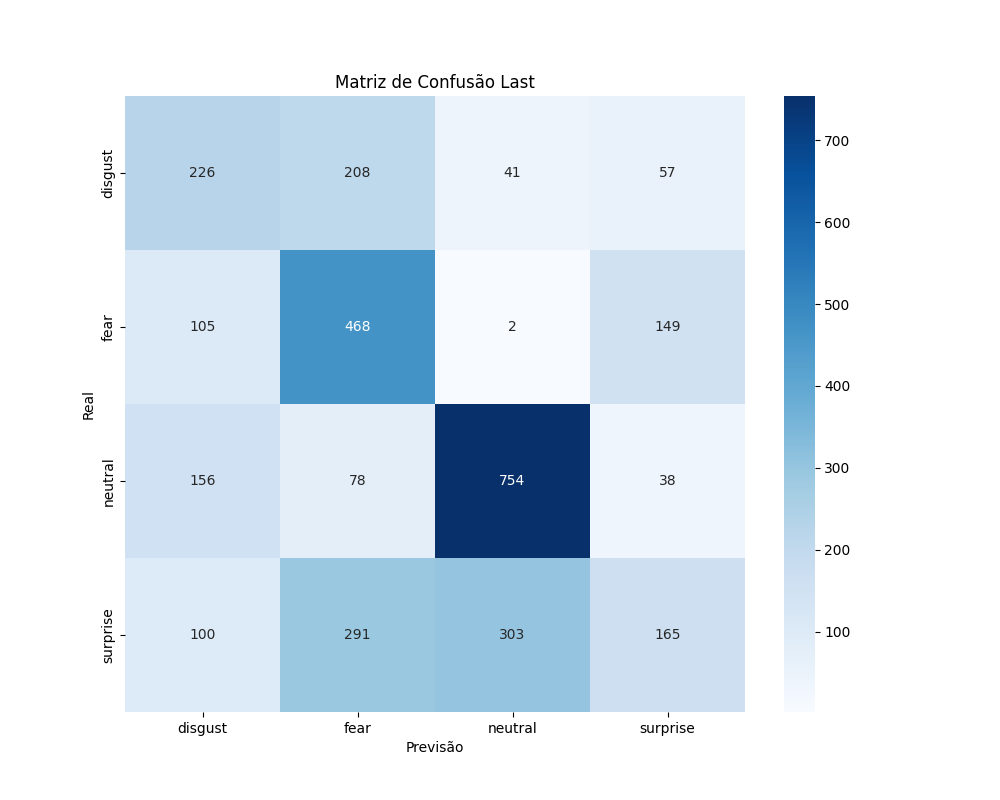 Matriz de Confusão Last
Real
disgust 226 208 41 57
fear 105 468 2 149
neutral 156 78 754 38
surprise 100 291 303 165
disgust fear neutral surprise
Previsão
700
600
500
400
300
200
100